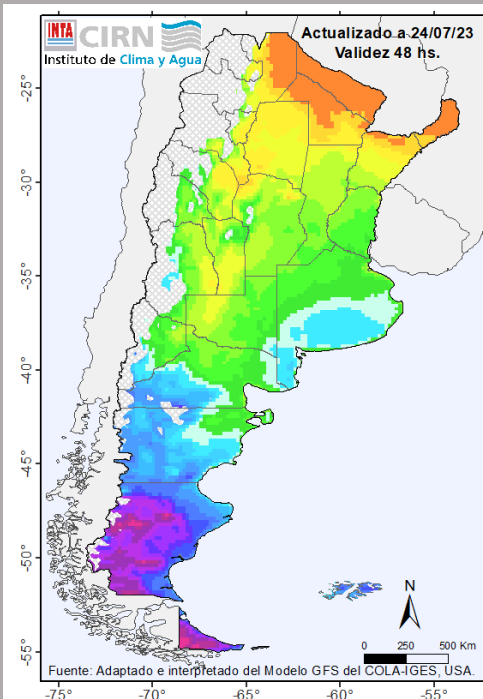 INTA CIRN
Instituto de Clima y Agua
Actualizado a 24/07/23
Validez 48 hs.
-25°
-30°
-35°
-40°
-45°
-50°
-55°
N
0 250 500 Km
Fuente: Adaptado e interpretado del Modelo GFS del COLA-IGES, USA.
-75° -70° -65° -60° -55°